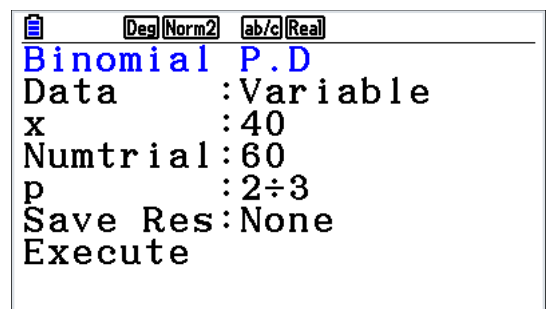 Deg Norm2 ab/c Real
Binomial P.D
Data :Variable
x :40
Numtrial:60
p :2÷3
Save Res:None
Execute